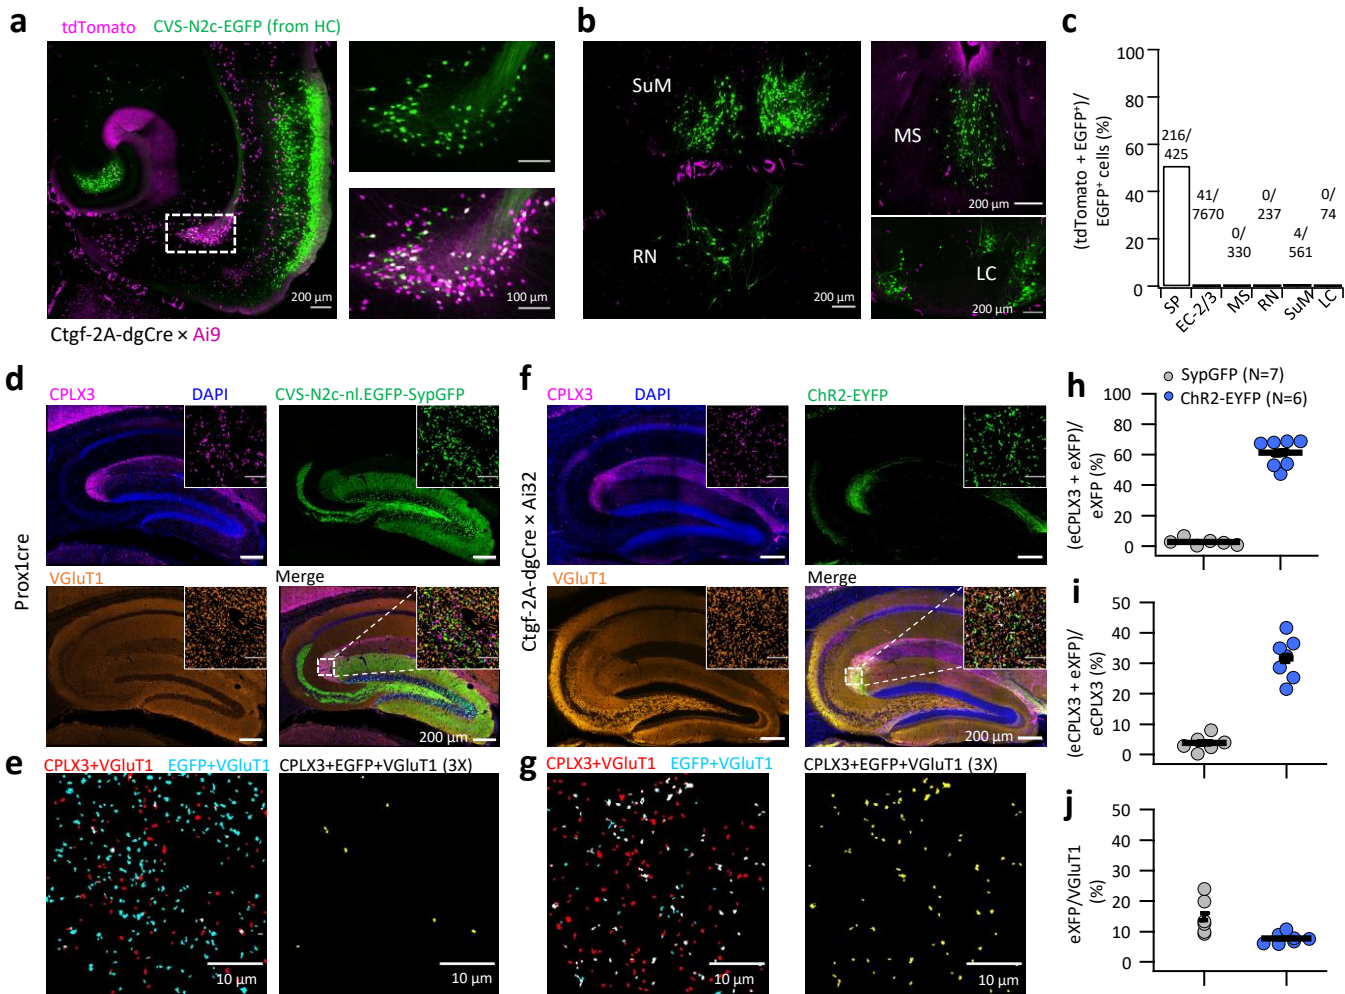 a
tdTomato CVS-N2c-EGFP (from HC)
200 µm
100 µm
Ctgf-2A-dgCre × Ai9
b
SuM
RN
200 µm
MS
200 µm
LC
200 µm
c
(tdTomato + EGFP⁺)/
EGFP⁺ cells (%)
100
80
60
40
20
0
216/
425
41/
7670
0/
330
0/
237
4/
561
0/
74
SP
EC-2/3
MS
RN
SuM
LC
d
Prox1cre
CPLX3 DAPI
CVS-N2c-nl.EGFP-SypGFP
VGluT1
Merge
200 µm
e
CPLX3+VGluT1 EGFP+VGluT1
10 µm
CPLX3+EGFP+VGluT1 (3X)
10 µm
f
Ctgf-2A-dgCre × Ai32
CPLX3 DAPI
ChR2-EYFP
VGluT1
Merge
200 µm
g
CPLX3+VGluT1 EGFP+VGluT1
10 µm
CPLX3+EGFP+VGluT1 (3X)
10 µm
h
SypGFP (N=7)
ChR2-EYFP (N=6)
(eCPLX3 + eXFP)/
eXFP (%)
100
80
60
40
20
0
i
(eCPLX3 + eXFP)/
eCPLX3 (%)
50
40
30
20
10
0
j
eXFP/VGluT1
(%)
50
40
30
20
10
0